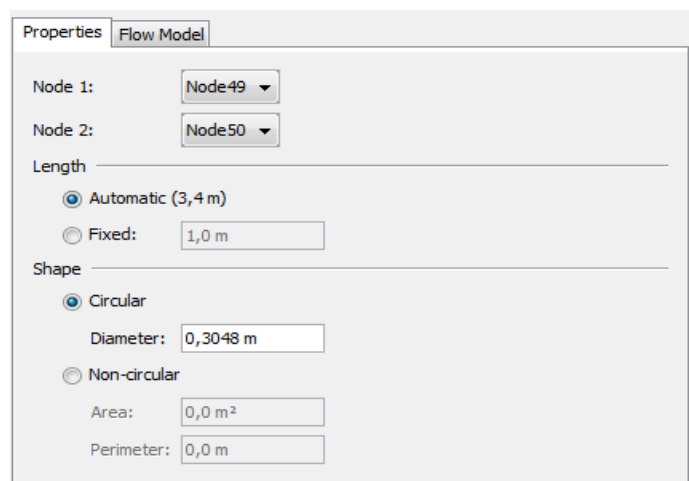 Properties Flow Model
Node 1: Node49
Node 2: Node50
Length
Automatic (3,4 m)
Fixed: 1,0 m
Shape
Circular
Diameter: 0,3048 m
Non-circular
Area: 0,0 m²
Perimeter: 0,0 m